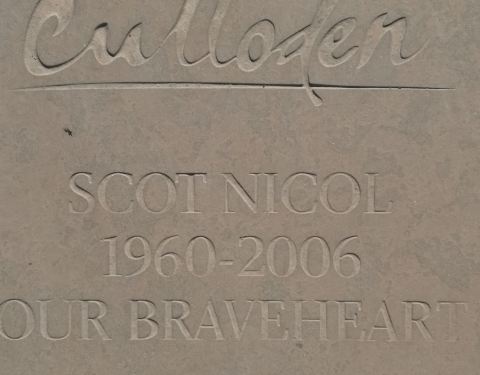 Culloden
SCOT NICOL
1960-2006
OUR BRAVEHEART